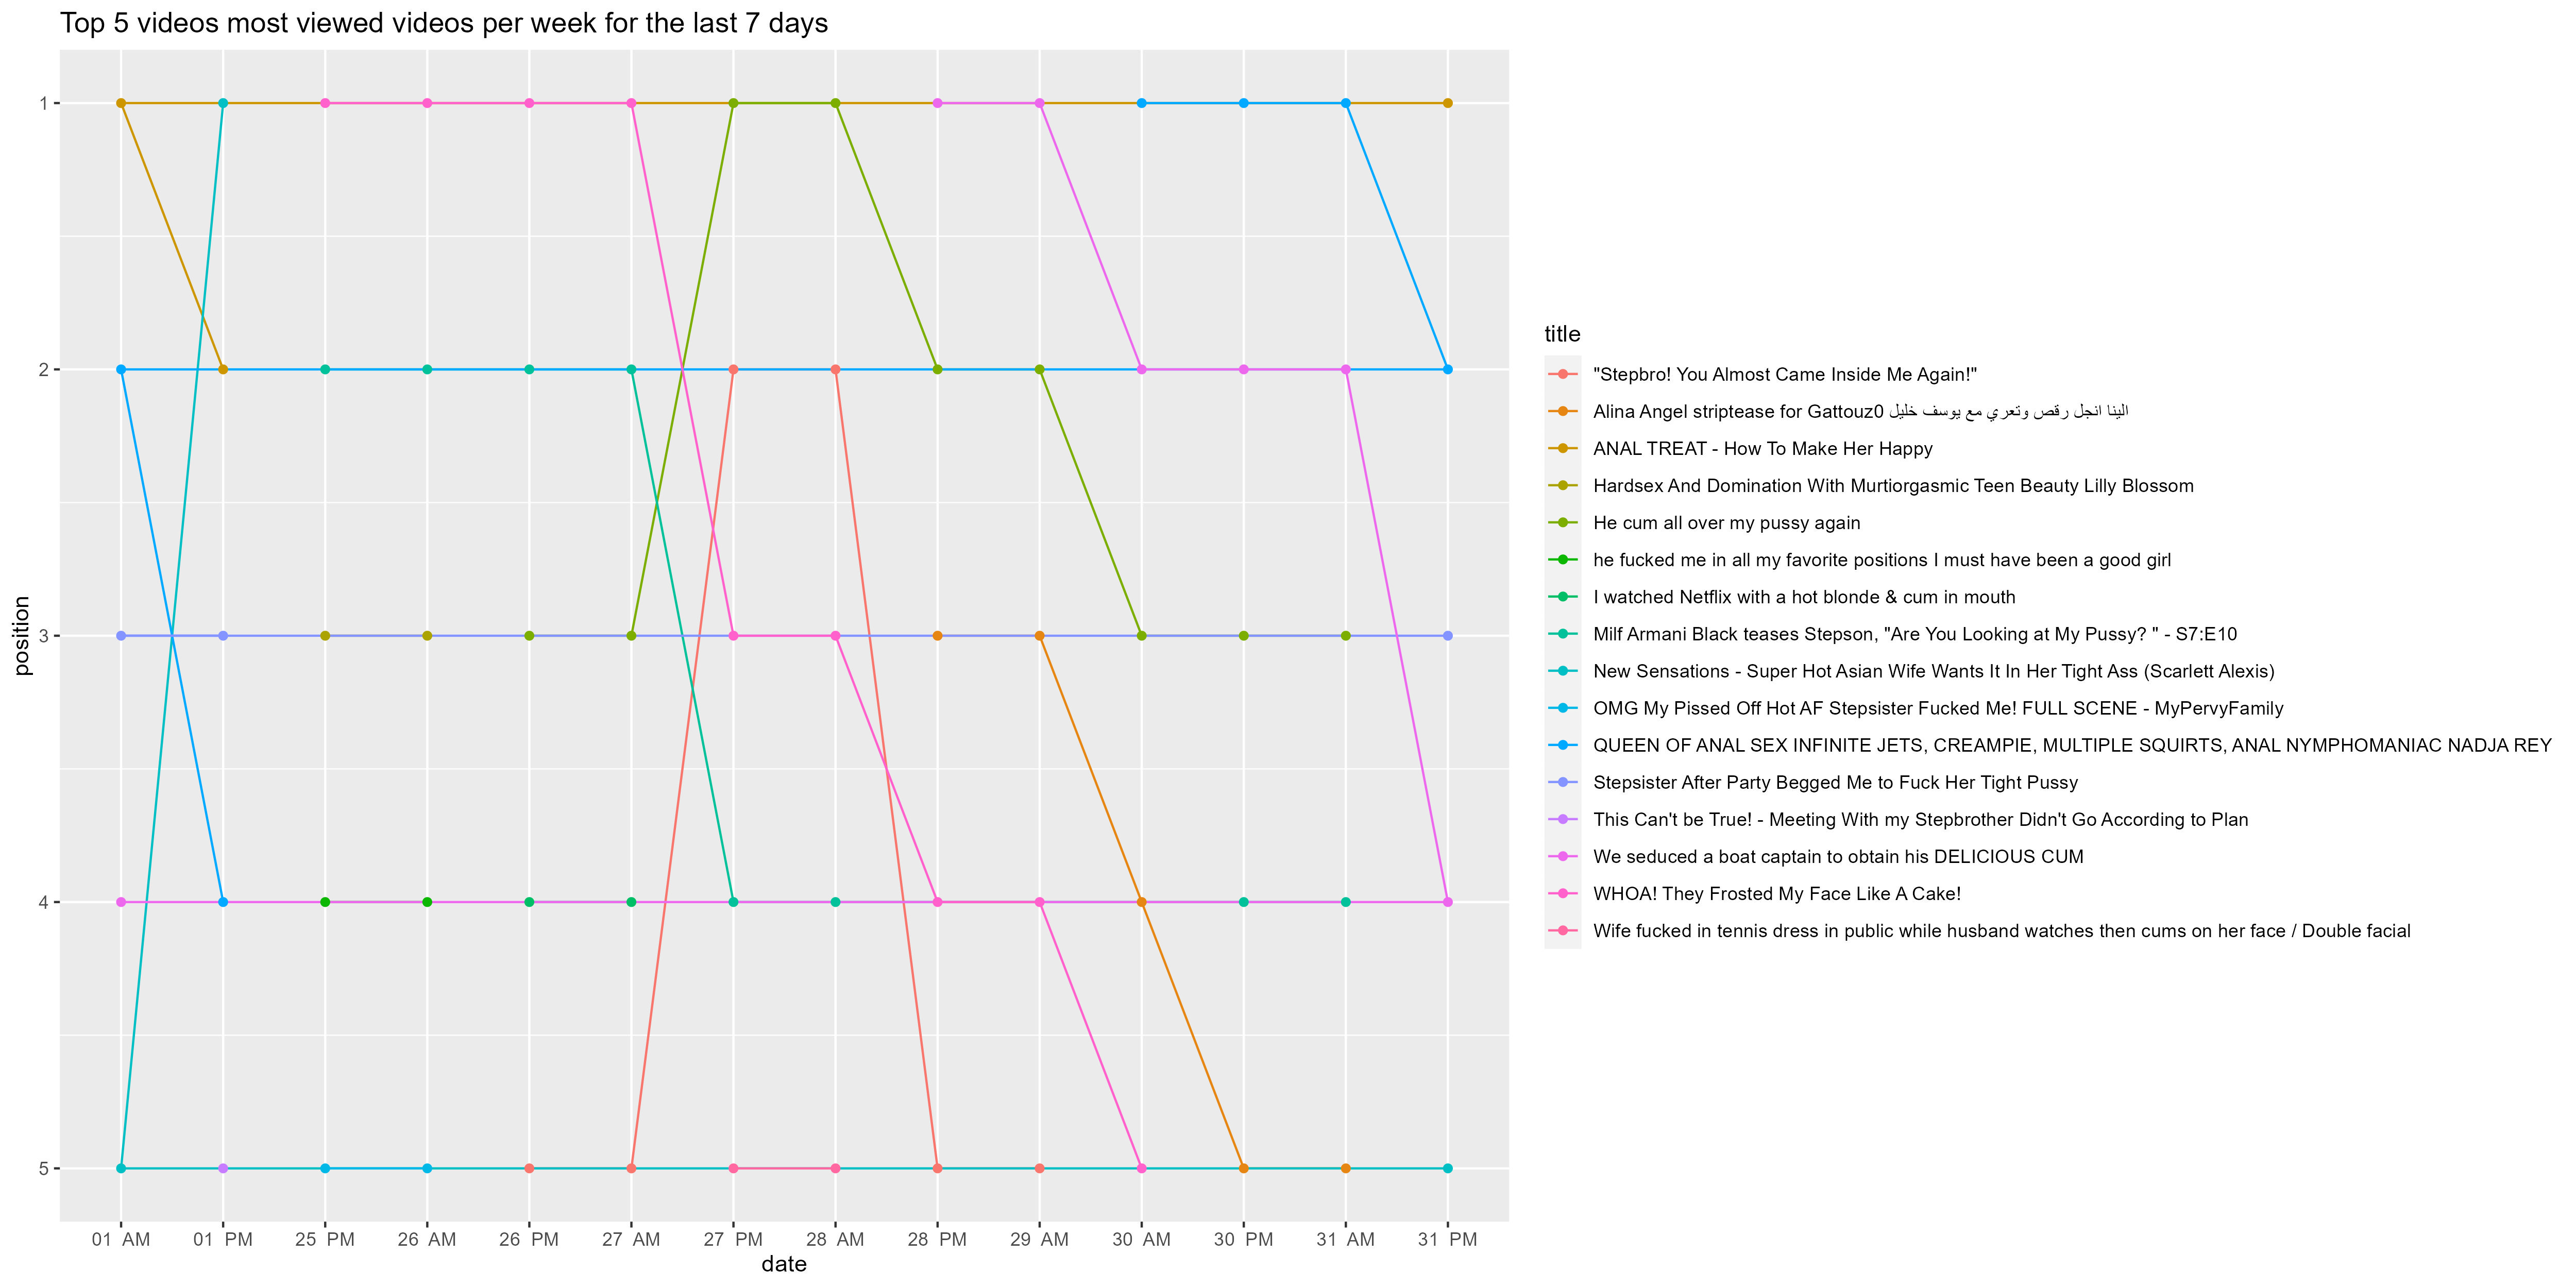 Top 5 videos most viewed videos per week for the last 7 days
position
1
2
3
4
5
01 AM
01 PM
25 PM
26 AM
26 PM
27 AM
27 PM
28 AM
28 PM
29 AM
30 AM
30 PM
31 AM
31 PM
date
title
"Stepbro! You Almost Came Inside Me Again!"
Alina Angel striptease for Gattouz0 الينا انجل رقص وتعري مع يوسف خليل
ANAL TREAT - How To Make Her Happy
Hardsex And Domination With Murtiorgasmic Teen Beauty Lilly Blossom
He cum all over my pussy again
he fucked me in all my favorite positions I must have been a good girl
I watched Netflix with a hot blonde & cum in mouth
Milf Armani Black teases Stepson, "Are You Looking at My Pussy? " - S7:E10
New Sensations - Super Hot Asian Wife Wants It In Her Tight Ass (Scarlett Alexis)
OMG My Pissed Off Hot AF Stepsister Fucked Me! FULL SCENE - MyPervyFamily
QUEEN OF ANAL SEX INFINITE JETS, CREAMPIE, MULTIPLE SQUIRTS, ANAL NYMPHOMANIAC NADJA REY
Stepsister After Party Begged Me to Fuck Her Tight Pussy
This Can't be True! - Meeting With my Stepbrother Didn't Go According to Plan
We seduced a boat captain to obtain his DELICIOUS CUM
WHOA! They Frosted My Face Like A Cake!
Wife fucked in tennis dress in public while husband watches then cums on her face / Double facial